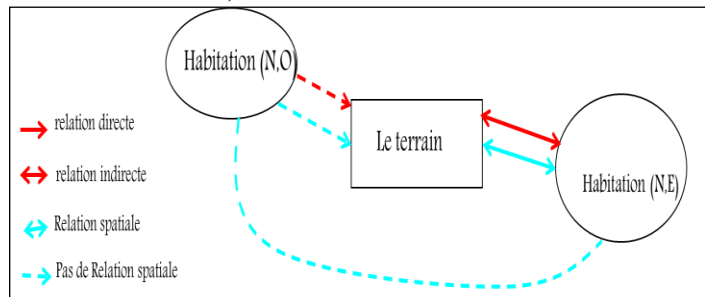 Habitation (N,O)
relation directe
Le terrain
relation indirecte
Habitation (N,E)
Relation spatiale
Pas de Relation spatiale